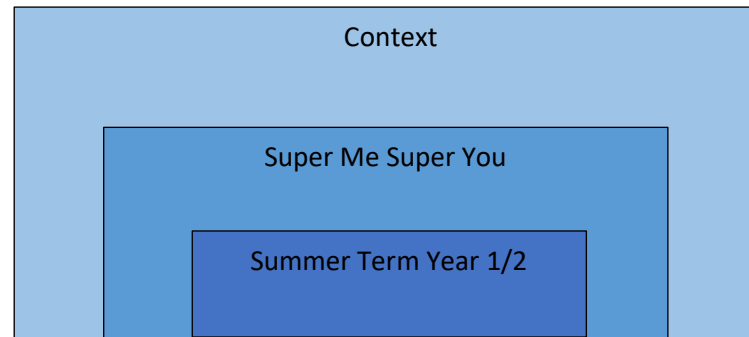 Context
Super Me Super You
Summer Term Year 1/2